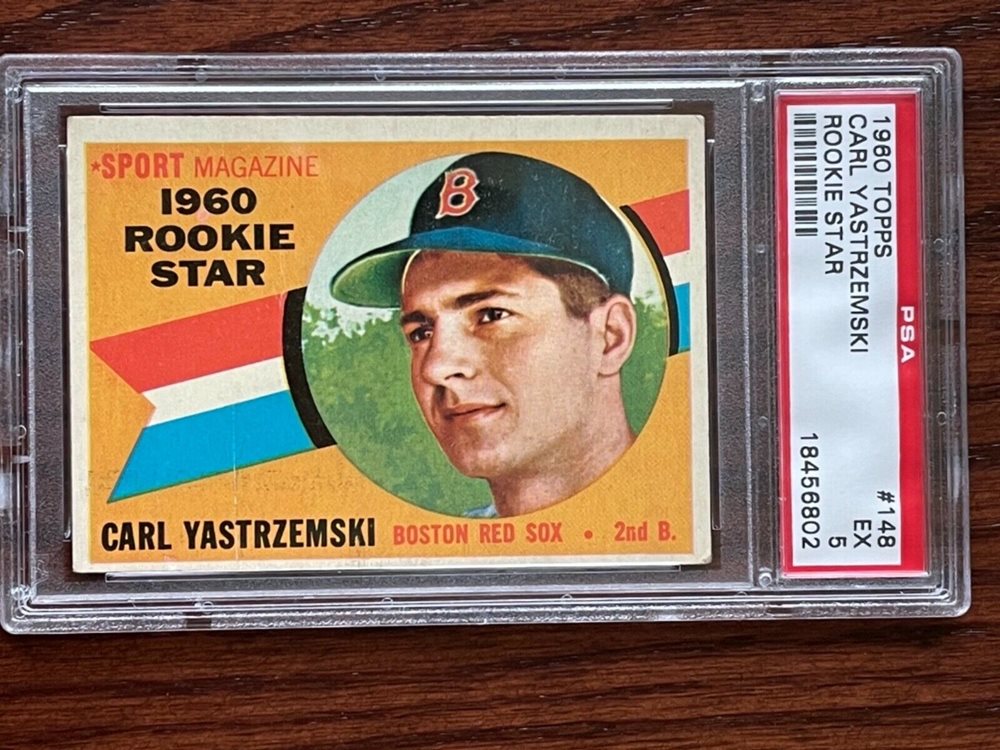 ★SPORT MAGAZINE
1960
ROOKIE
STAR
B
CARL YASTRZEMSKI BOSTON RED SOX • 2nd B.
1960 TOPPS #148
CARL YASTRZEMSKI EX
ROOKIE STAR 5
18456802
PSA